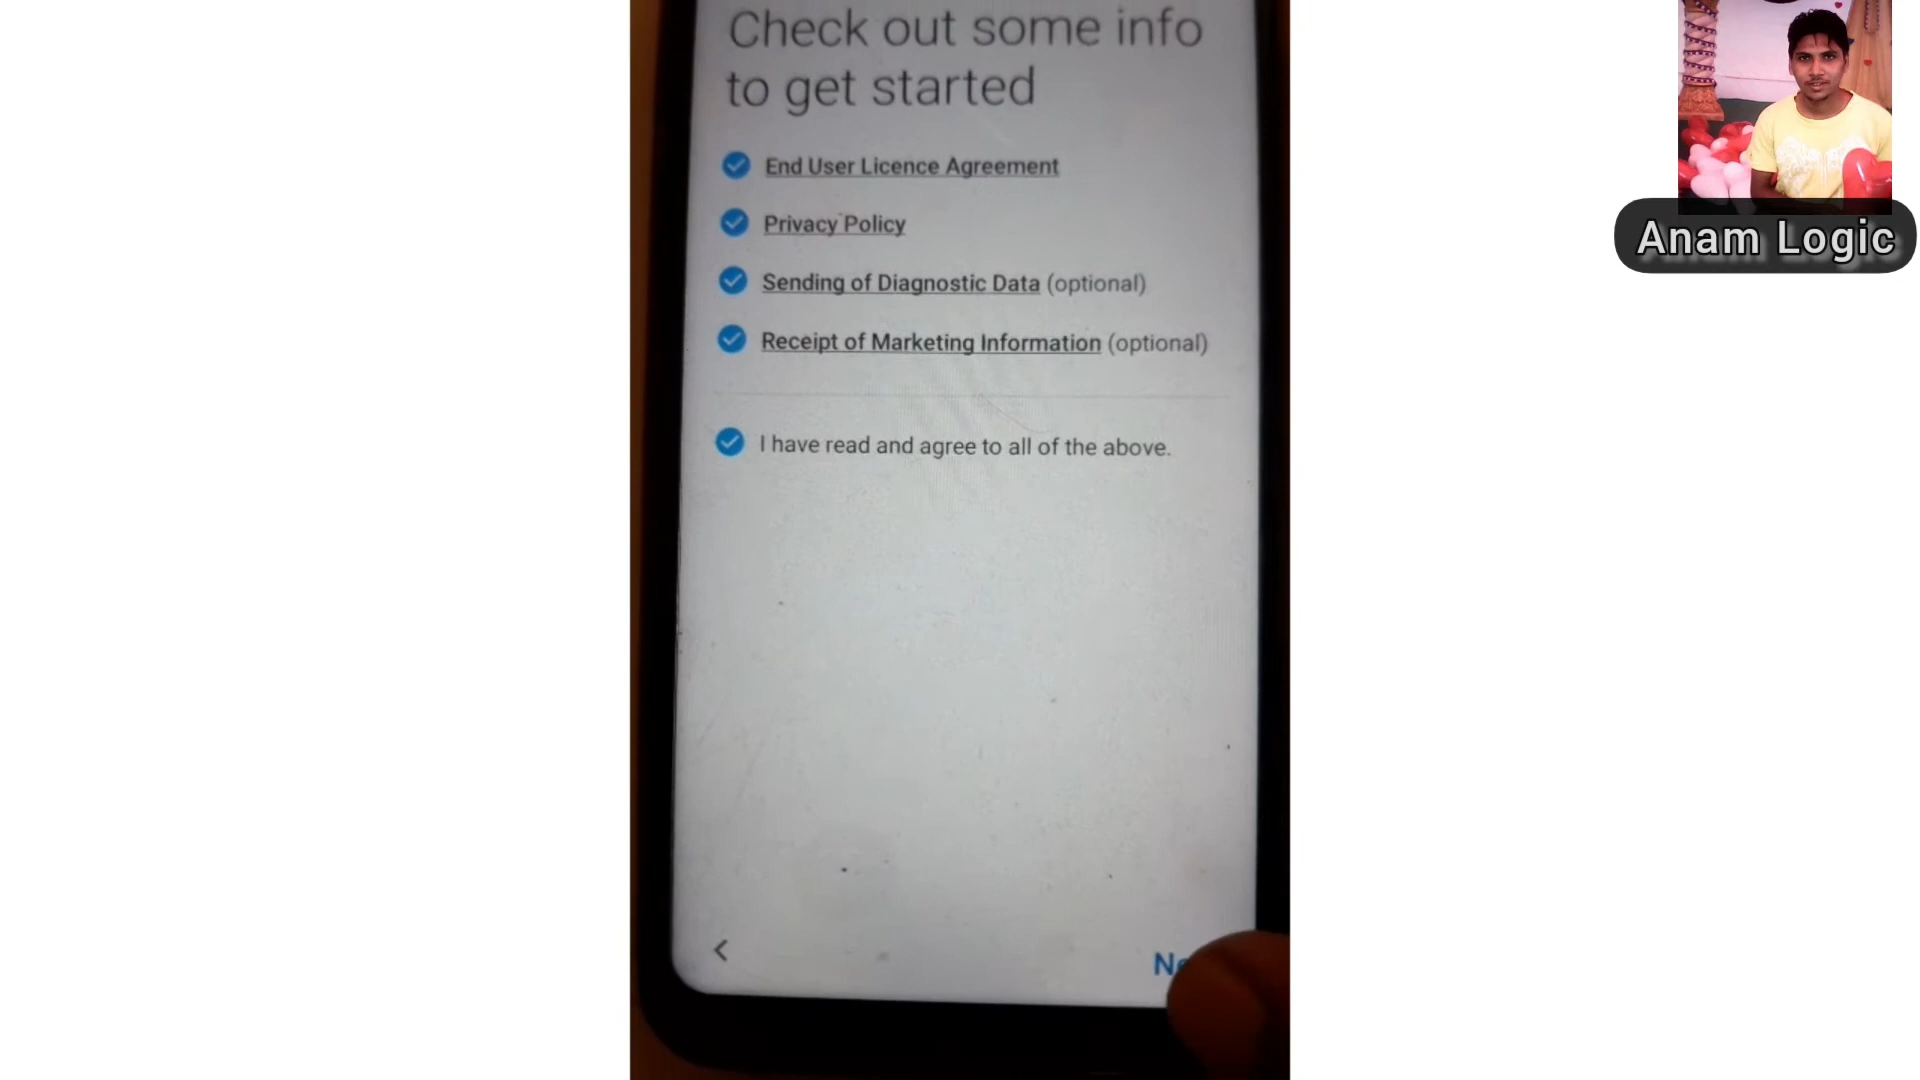 Check out some info
to get started
End User Licence Agreement
Privacy Policy
Sending of Diagnostic Data (optional)
Receipt of Marketing Information (optional)
I have read and agree to all of the above.
Anam Logic